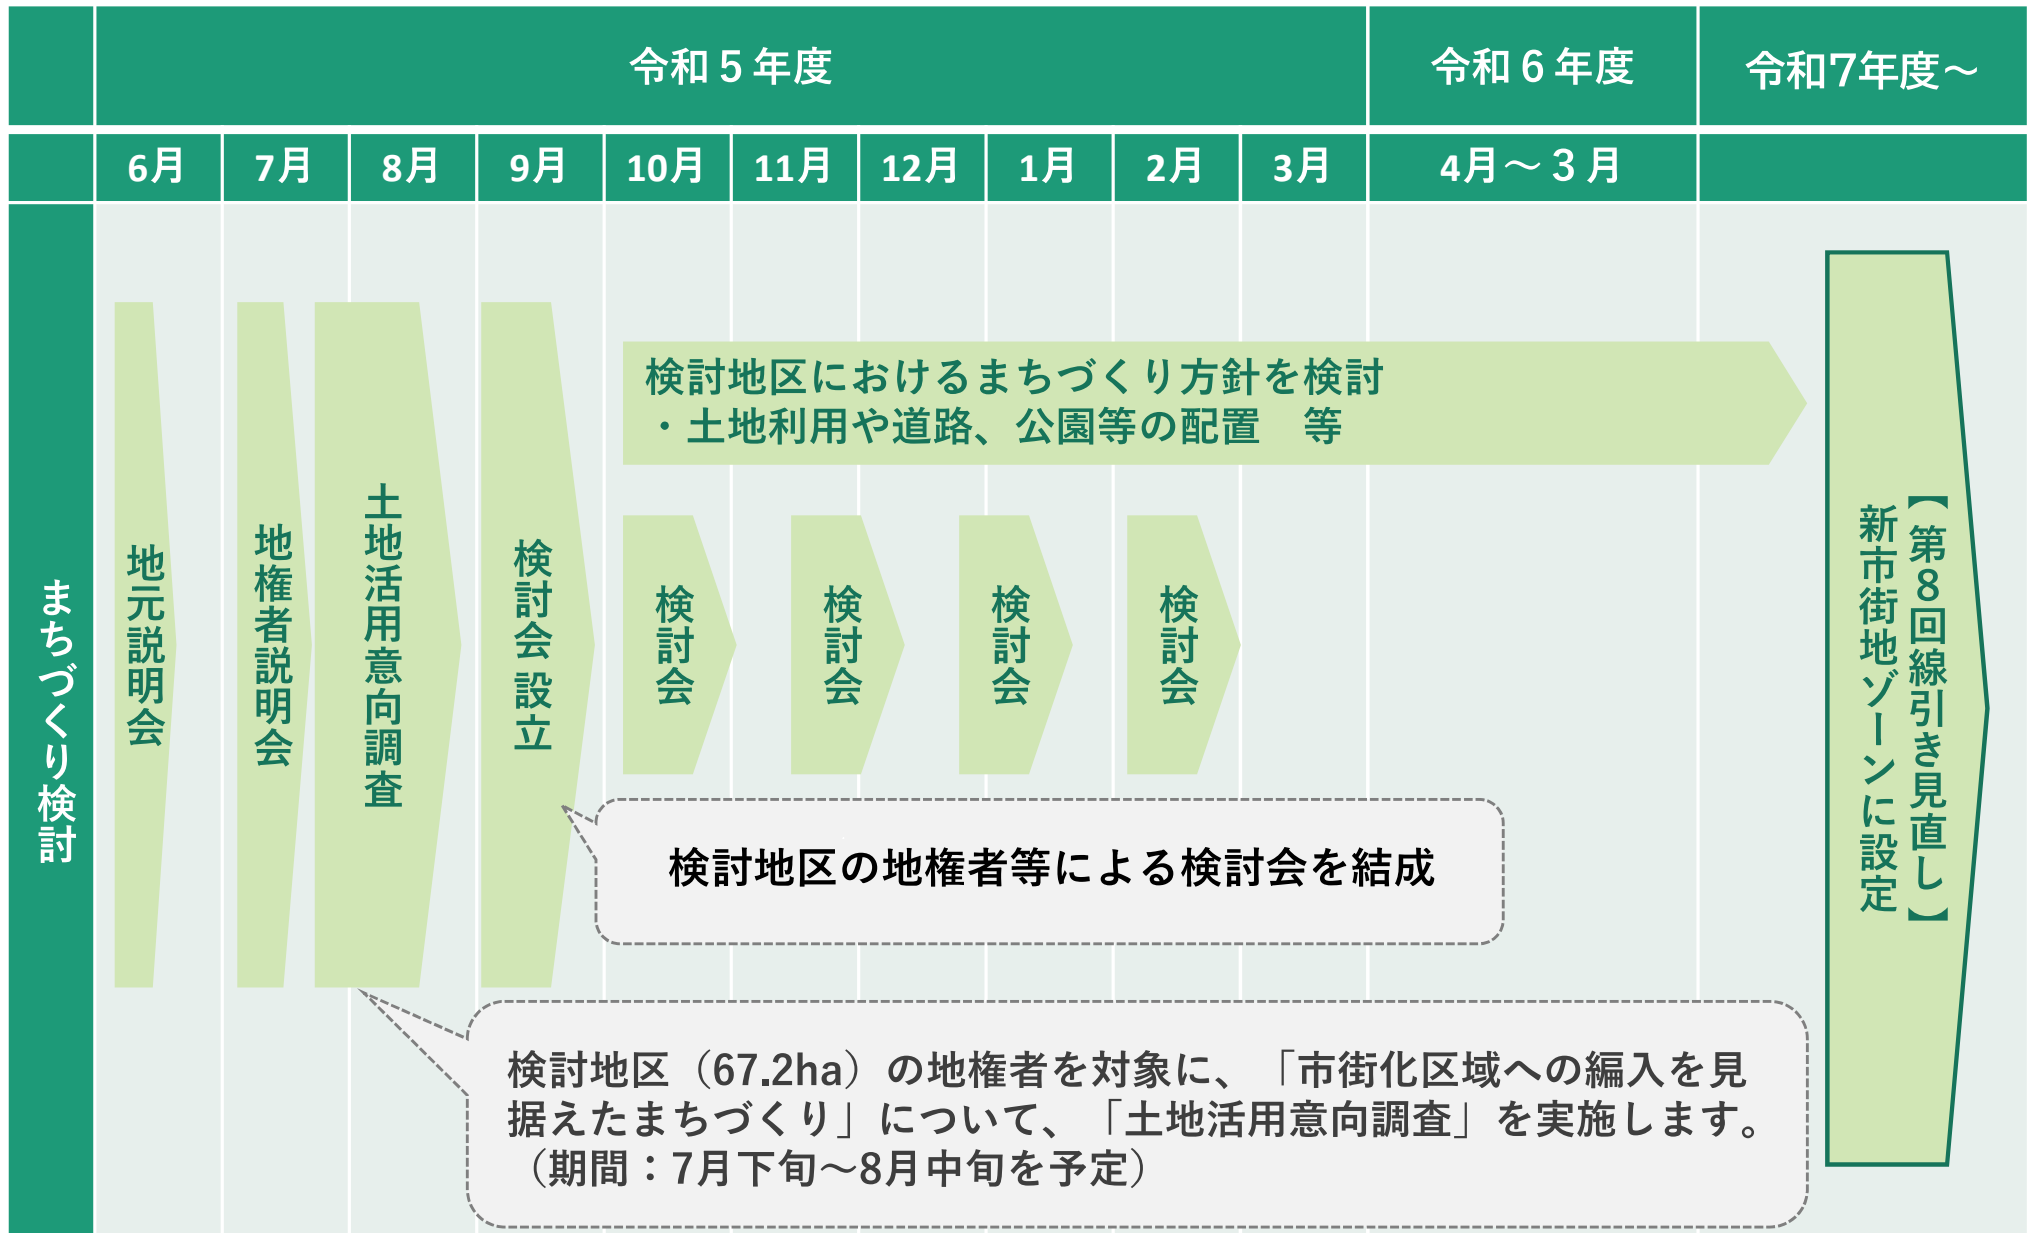 令和５年度
令和６年度
令和7年度～
6月
7月
8月
9月
10月
11月
12月
1月
2月
3月
4月～３月
まちづくり検討
地元説明会
地権者説明会
土地活用意向調査
検討会設立
検討地区におけるまちづくり方針を検討
・土地利用や道路、公園等の配置　等
検討会
検討会
検討会
検討会
【第８回線引き見直し】
新市街地ゾーンに設定
検討地区の地権者等による検討会を結成
検討地区（67.2ha）の地権者を対象に、「市街化区域への編入を見
据えたまちづくり」について、「土地活用意向調査」を実施します。
（期間：7月下旬～8月中旬を予定）